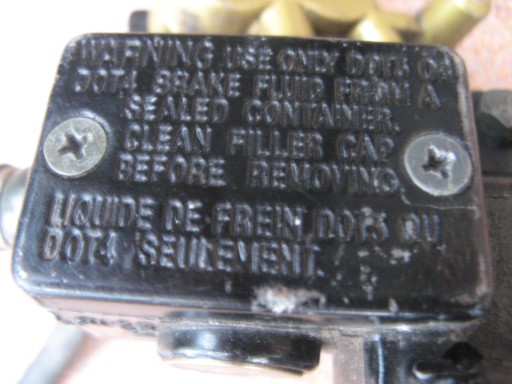 WARNING USE ONLY DOT3 OR
DOT4 BRAKE FLUID FROM A
SEALED CONTAINER.
CLEAN FILLER CAP
BEFORE REMOVING.
LIQUIDE DE FREIN DOT3 OU
DOT4 SEULEMENT.